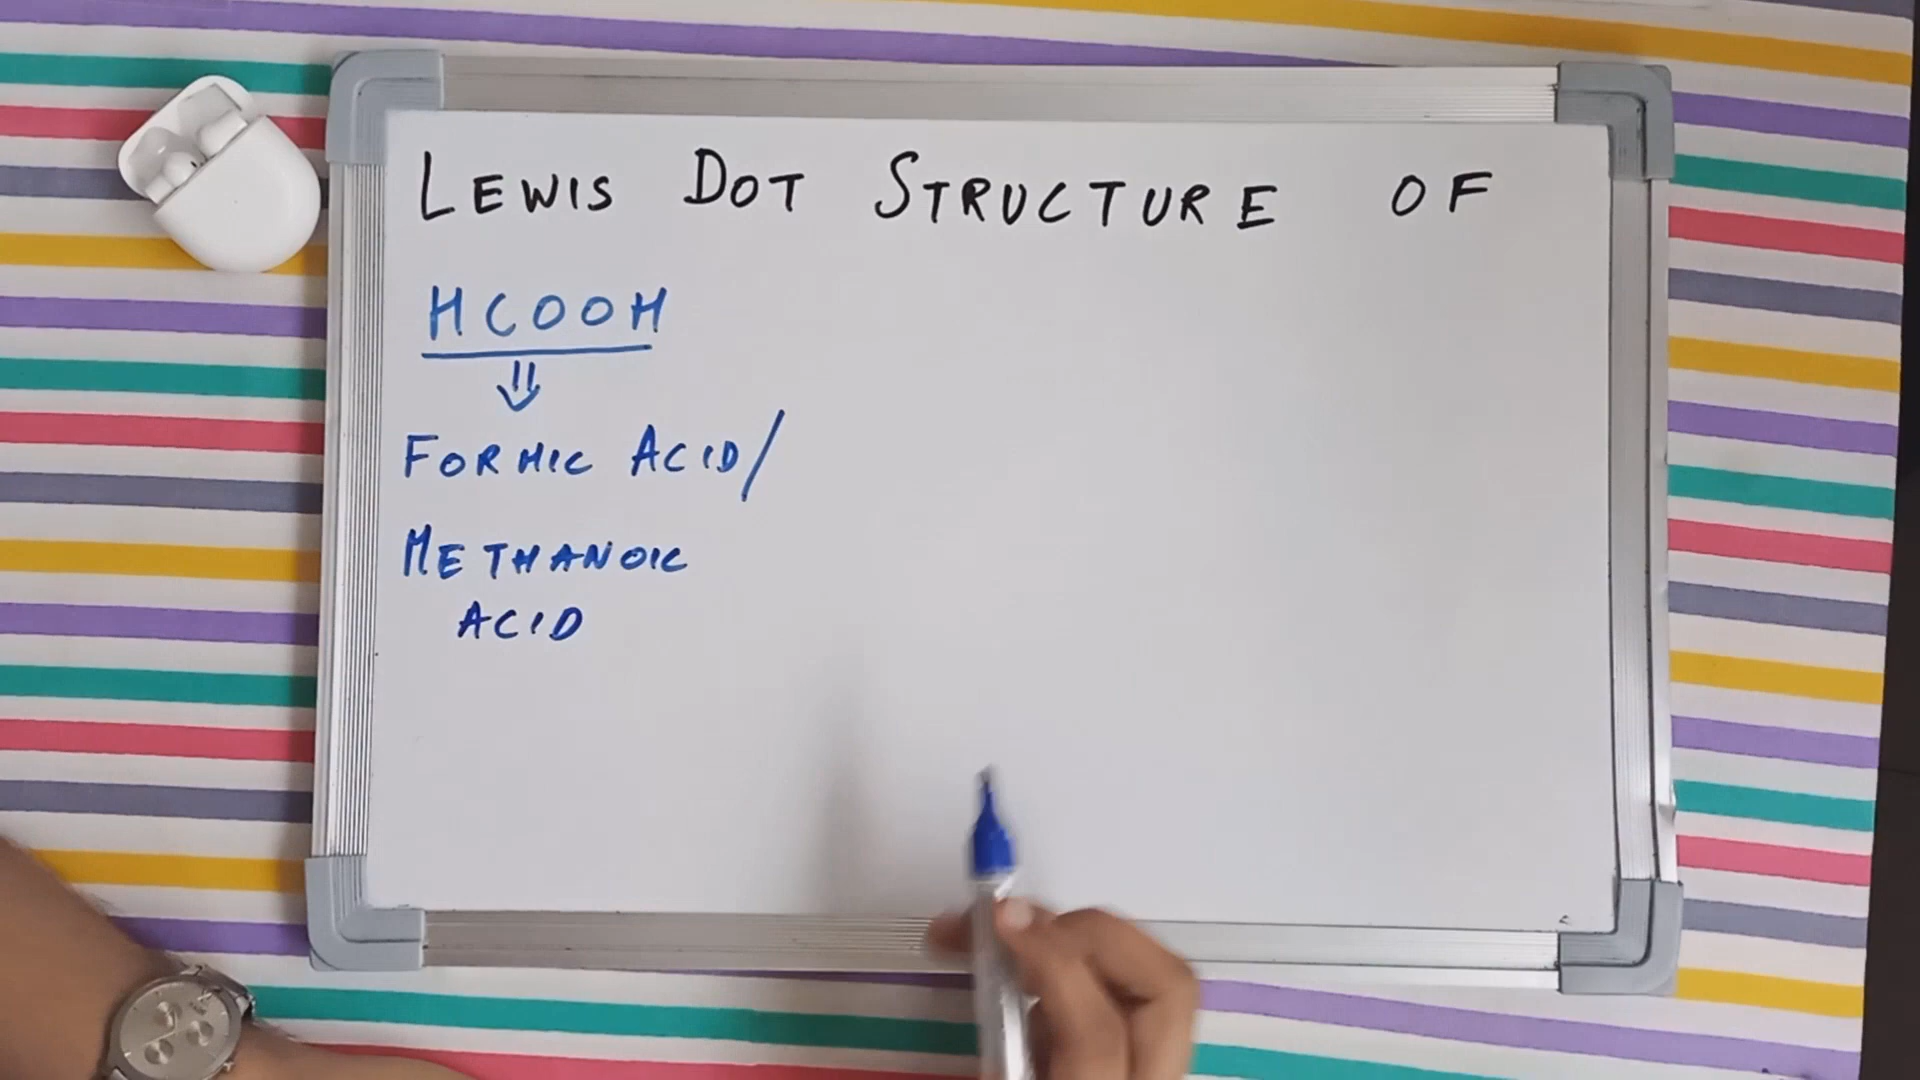 LEWIS DOT STRUCTURE OF
HCOOH
FORMIC ACID/
METHANOIC
ACID